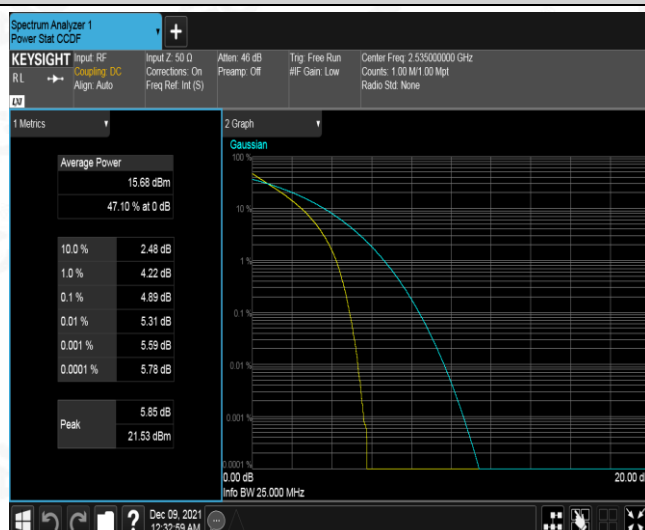 Spectrum Analyzer 1
Power Stat CCDF
+
KEYSIGHT
RL
LXI
Input: RF
Coupling: DC
Align: Auto
Input Z: 50 Ω
Corrections: On
Freq Ref: Int (S)
Atten: 46 dB
Preamp: Off
Trig: Free Run
#IF Gain: Low
Center Freq: 2.535000000 GHz
Counts: 1.00 M/1.00 Mpt
Radio Std: None
1 Metrics
Average Power
15.68 dBm
47.10 % at 0 dB
10.0 % 2.48 dB
1.0 % 4.22 dB
0.1 % 4.89 dB
0.01 % 5.31 dB
0.001 % 5.59 dB
0.0001 % 5.78 dB
Peak
5.85 dB
21.53 dBm
2 Graph
Gaussian
100 %
10 %
1 %
0.1 %
0.01 %
0.001 %
0.0001 %
0.00 dB
20.00 d
Info BW 25.000 MHz
?
Dec 09, 2021
12:32:59 AM